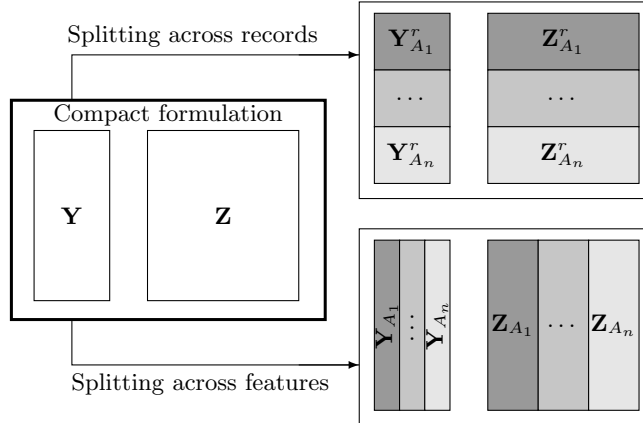 Splitting across records
Compact formulation
Y
Z
Splitting across features
Y^r_{A_1}
Z^r_{A_1}
...
...
Y^r_{A_n}
Z^r_{A_n}
Y_{A_1}
...
Y_{A_n}
Z_{A_1}
...
Z_{A_n}